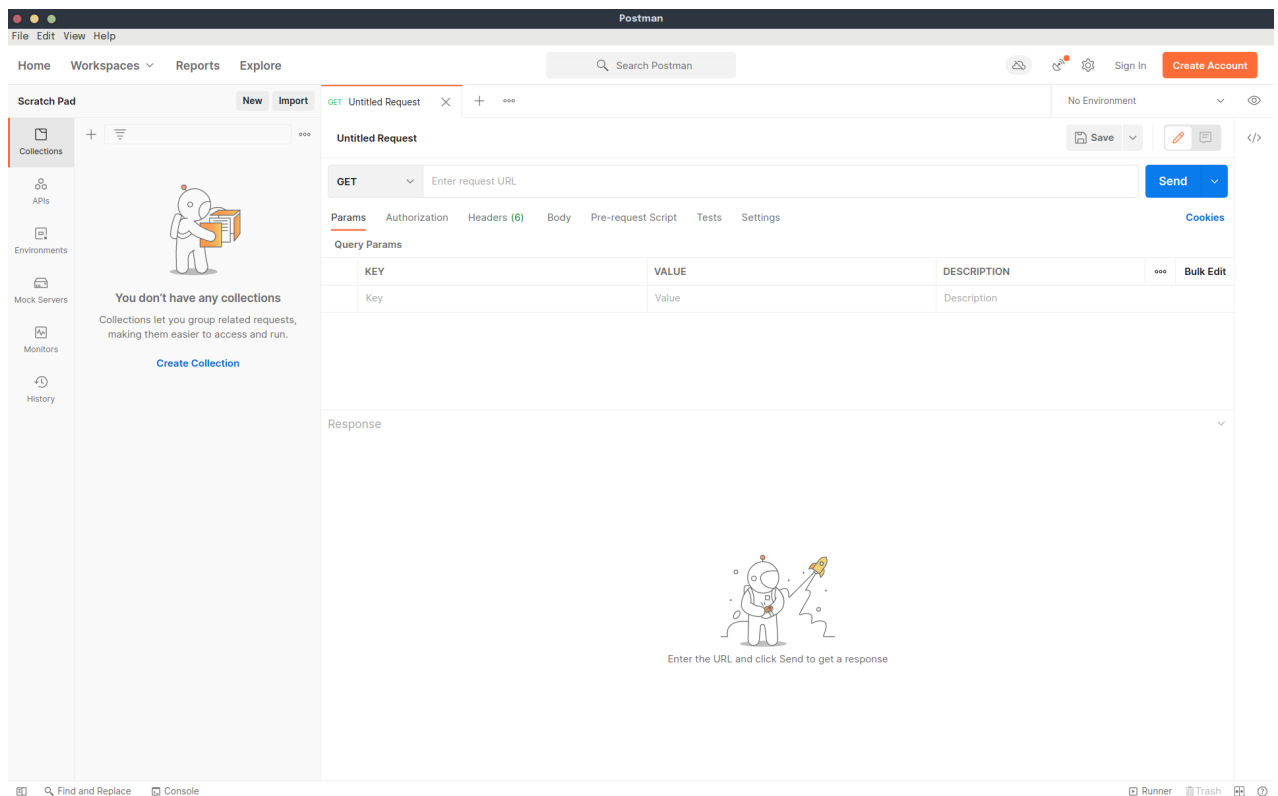 Postman
File Edit View Help
Home Workspaces Reports Explore Search Postman Sign In Create Account
Scratch Pad New Import GET Untitled Request No Environment
Collections
Untitled Request Save
APIs
GET Enter request URL Send
Params Authorization Headers (6) Body Pre-request Script Tests Settings Cookies
Environments
Query Params
KEY VALUE DESCRIPTION Bulk Edit
Mock Servers
Key Value Description
You don't have any collections
Collections let you group related requests,
making them easier to access and run.
Monitors
Create Collection
History
Response
Enter the URL and click Send to get a response
Find and Replace Console Runner Trash